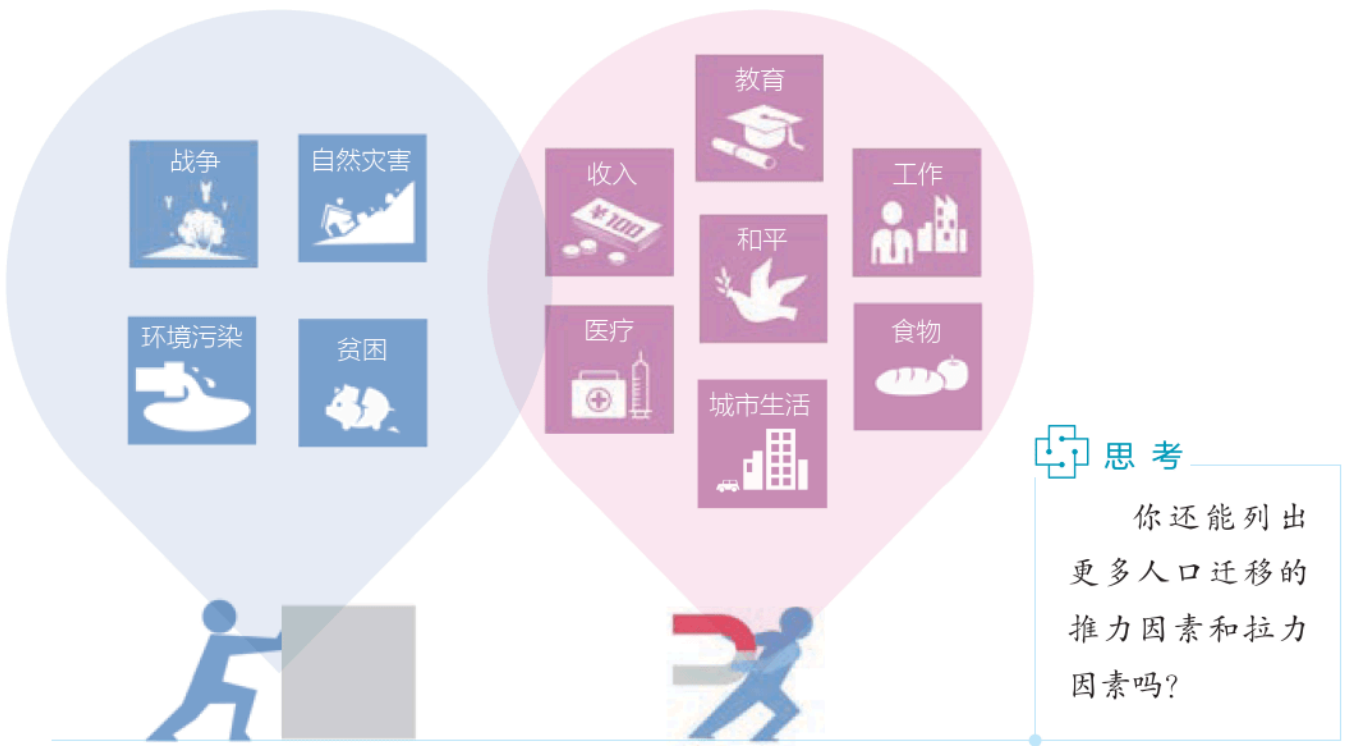 战争
自然灾害
环境污染
贫困
教育
收入
工作
和平
医疗
食物
城市生活
¥100
思考
你还能列出
更多人口迁移的
推力因素和拉力
因素吗？